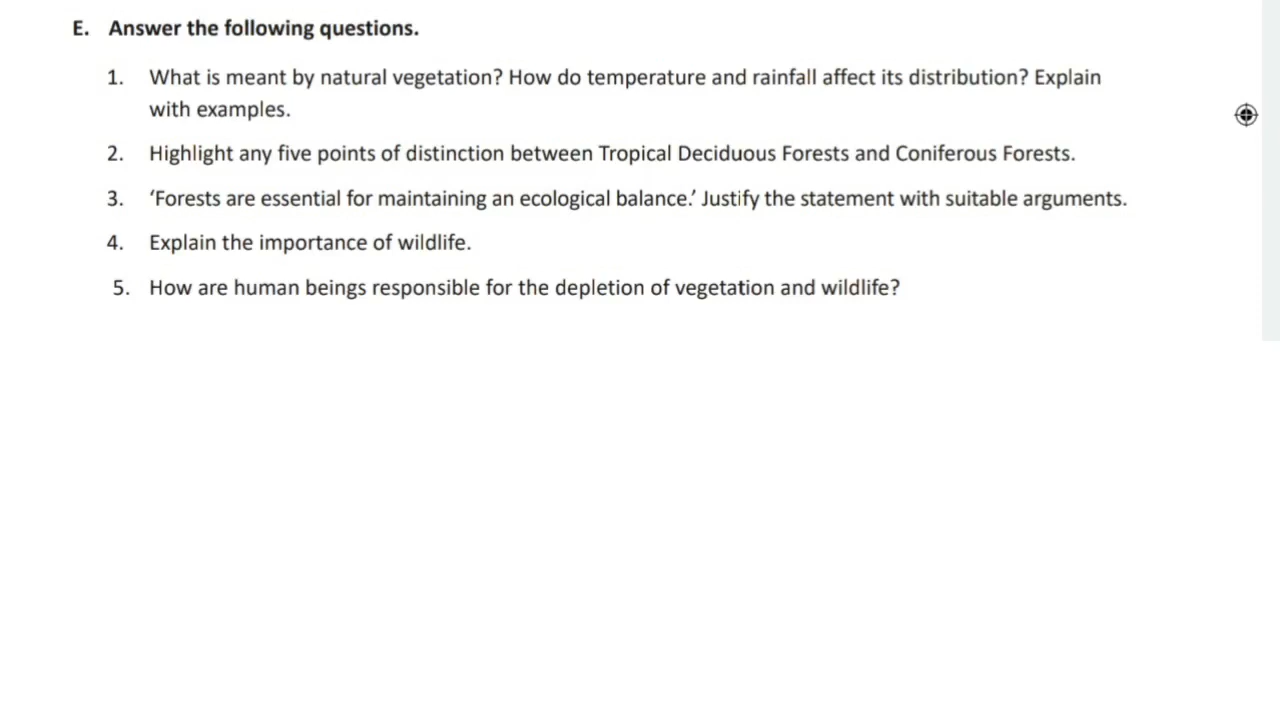 E. Answer the following questions.
1. What is meant by natural vegetation? How do temperature and rainfall affect its distribution? Explain
with examples.
2. Highlight any five points of distinction between Tropical Deciduous Forests and Coniferous Forests.
3. ‘Forests are essential for maintaining an ecological balance.’ Justify the statement with suitable arguments.
4. Explain the importance of wildlife.
5. How are human beings responsible for the depletion of vegetation and wildlife?